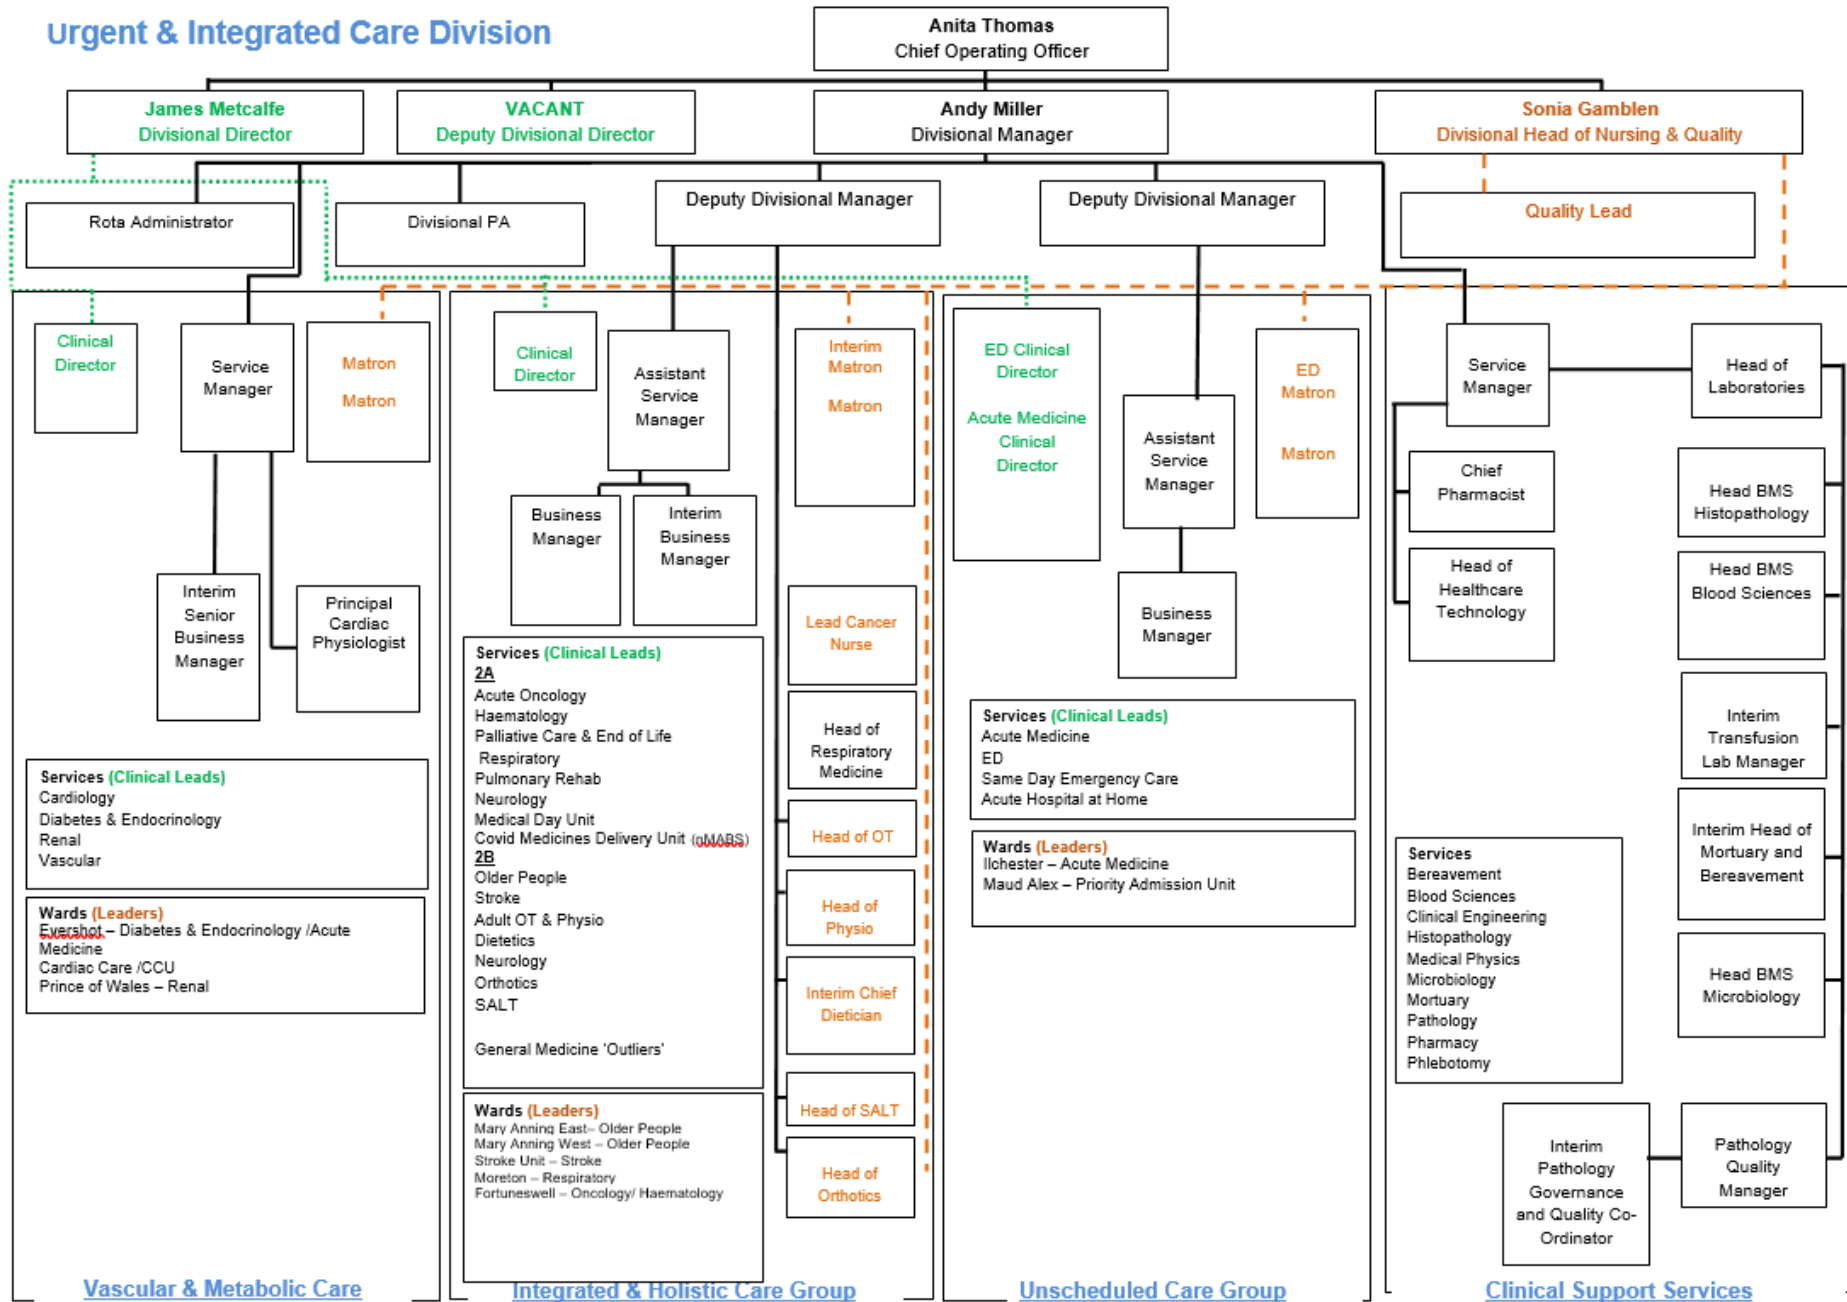 Urgent & Integrated Care Division
Anita Thomas
Chief Operating Officer
James Metcalfe
Divisional Director
VACANT
Deputy Divisional Director
Andy Miller
Divisional Manager
Sonia Gamblen
Divisional Head of Nursing & Quality
Rota Administrator
Divisional PA
Deputy Divisional Manager
Deputy Divisional Manager
Quality Lead
Clinical
Director
Service
Manager
Matron
Matron
Interim
Senior
Business
Manager
Principal
Cardiac
Physiologist
Services (Clinical Leads)
Cardiology
Diabetes & Endocrinology
Renal
Vascular
Wards (Leaders)
Evershot – Diabetes & Endocrinology /Acute
Medicine
Cardiac Care /CCU
Prince of Wales – Renal
Vascular & Metabolic Care
Clinical
Director
Assistant
Service
Manager
Interim
Matron
Matron
Business
Manager
Interim
Business
Manager
Services (Clinical Leads)
2A
Acute Oncology
Haematology
Palliative Care & End of Life
Respiratory
Pulmonary Rehab
Neurology
Medical Day Unit
Covid Medicines Delivery Unit (nMABS)
2B
Older People
Stroke
Adult OT & Physio
Dietetics
Neurology
Orthotics
SALT
General Medicine 'Outliers'
Wards (Leaders)
Mary Anning East– Older People
Mary Anning West – Older People
Stroke Unit – Stroke
Moreton – Respiratory
Fortuneswell – Oncology/ Haematology
Lead Cancer
Nurse
Head of
Respiratory
Medicine
Head of OT
Head of
Physio
Interim Chief
Dietician
Head of SALT
Head of
Orthotics
Integrated & Holistic Care Group
ED Clinical
Director
Acute Medicine
Clinical
Director
Assistant
Service
Manager
ED
Matron
Matron
Business
Manager
Services (Clinical Leads)
Acute Medicine
ED
Same Day Emergency Care
Acute Hospital at Home
Wards (Leaders)
Ilchester – Acute Medicine
Maud Alex – Priority Admission Unit
Unscheduled Care Group
Service
Manager
Head of
Laboratories
Chief
Pharmacist
Head of
Healthcare
Technology
Head BMS
Histopathology
Head BMS
Blood Sciences
Interim
Transfusion
Lab Manager
Interim Head of
Mortuary and
Bereavement
Head BMS
Microbiology
Services
Bereavement
Blood Sciences
Clinical Engineering
Histopathology
Medical Physics
Microbiology
Mortuary
Pathology
Pharmacy
Phlebotomy
Interim
Pathology
Governance
and Quality Co-
Ordinator
Pathology
Quality
Manager
Clinical Support Services